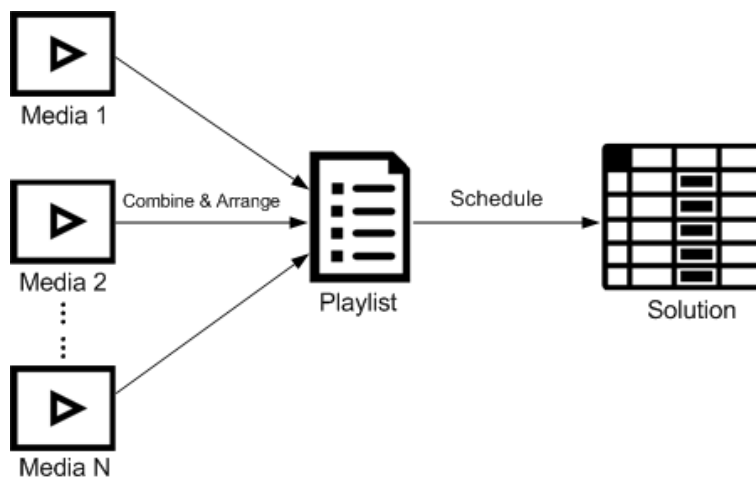 Media 1
Combine & Arrange
Media 2
Media N
Playlist
Schedule
Solution